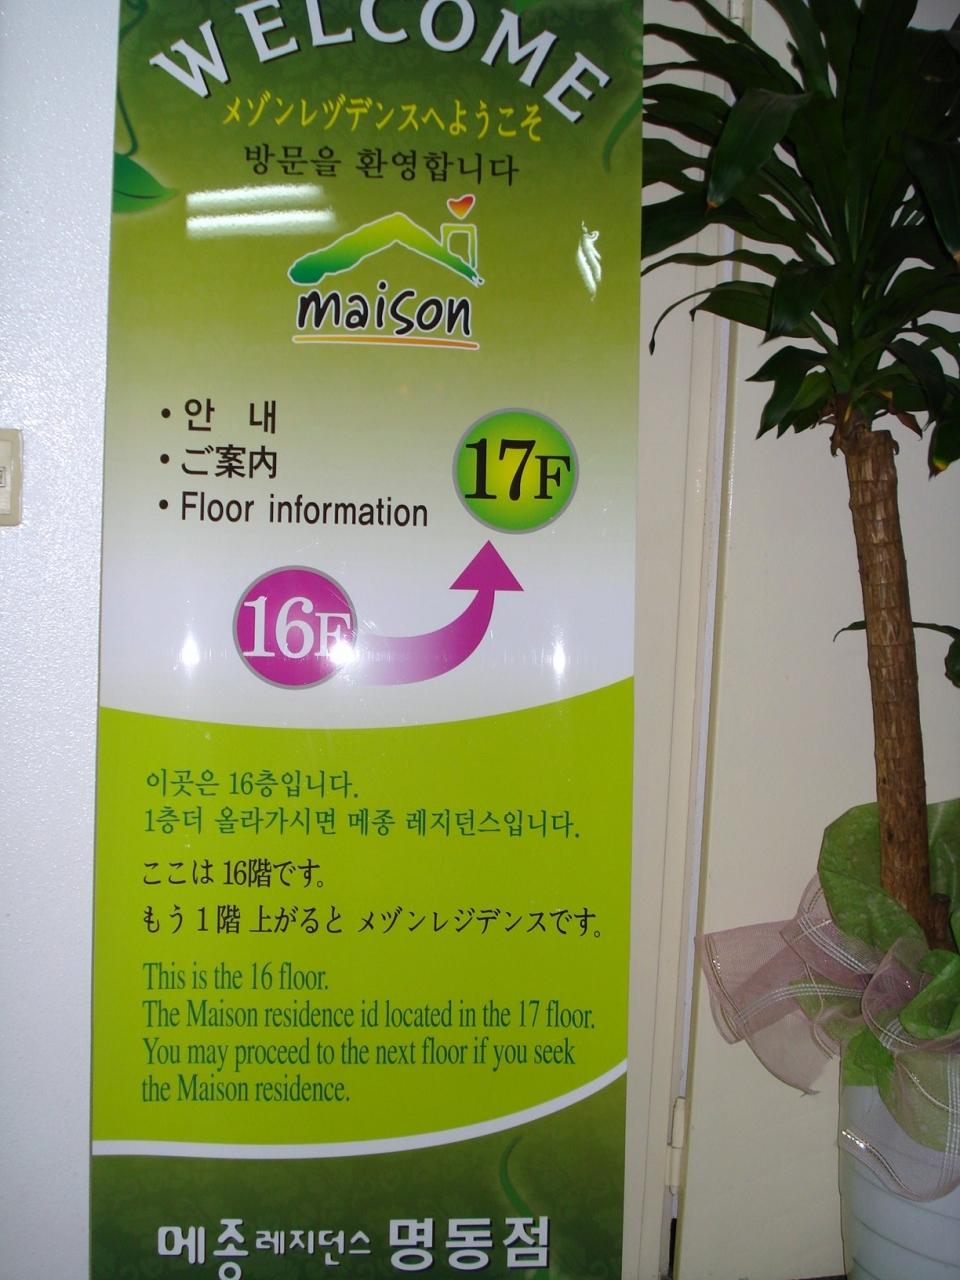 WELCOME
メゾンレヅデンスへようこそ
방문을 환영합니다
maison
• 안 내
• ご案内
• Floor information
17F
16F
이곳은 16층입니다.
1층더 올라가시면 메종 레지던스입니다.
ここは 16階です。
もう 1 階 上がると メヅンレジデンスです。
This is the 16 floor.
The Maison residence id located in the 17 floor.
You may proceed to the next floor if you seek
the Maison residence.
메종 레지던스 명동점